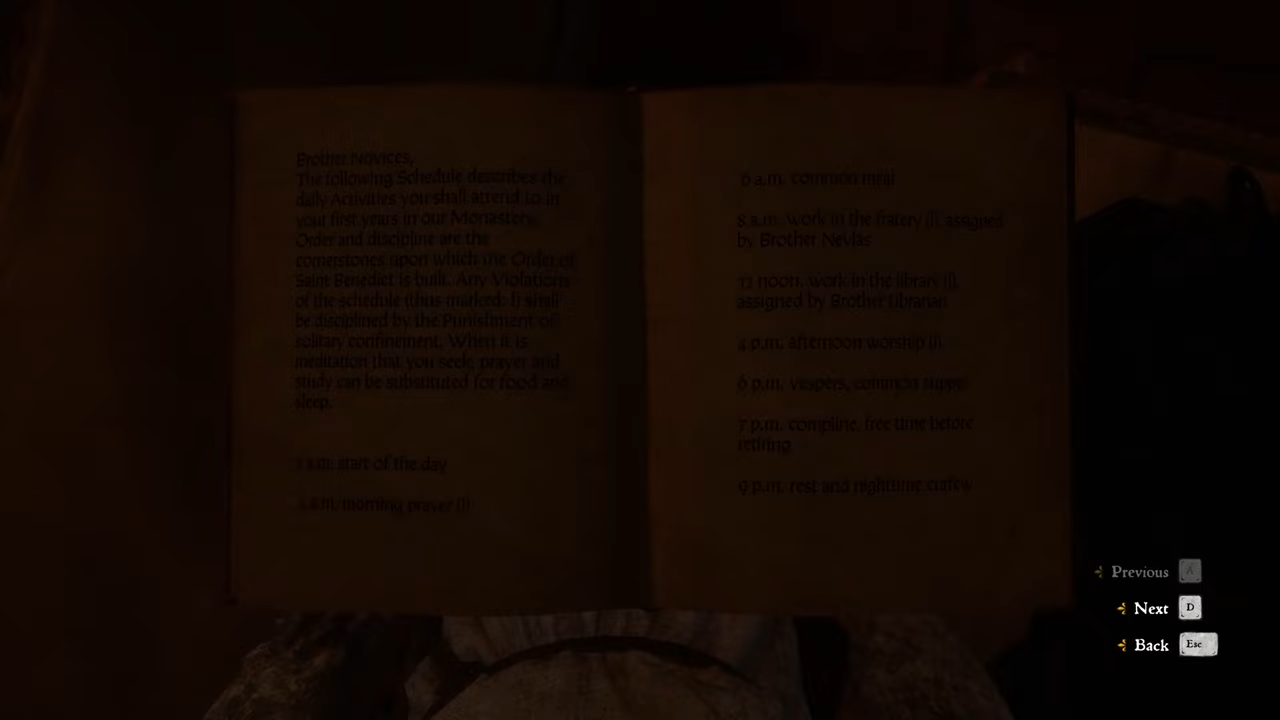 Brother Novices,
The following Schedule describes the
daily Activities you shall attend to in
your first years in our Monastery.
Order and discipline are the
cornerstones upon which the Order of
Saint Benedict is built. Any Violations
of the schedule (thus marked: !) shall
be disciplined by the Punishment of
solitary confinement. When it is
meditation that you seek, prayer and
study can be substituted for food and
sleep.
a.m. start of the day
a.m. morning prayer (!)
6 a.m. common meal
8 a.m. work in the fratery (!), assigned
by Brother Nevlas
12 noon. work in the library (!),
assigned by Brother Librarian
4 p.m. afternoon worship (!)
6 p.m. vespers, common supper
7 p.m. compline, free time before
retiring
9 p.m. rest and nightime curfew
Previous A
Next D
Back Esc